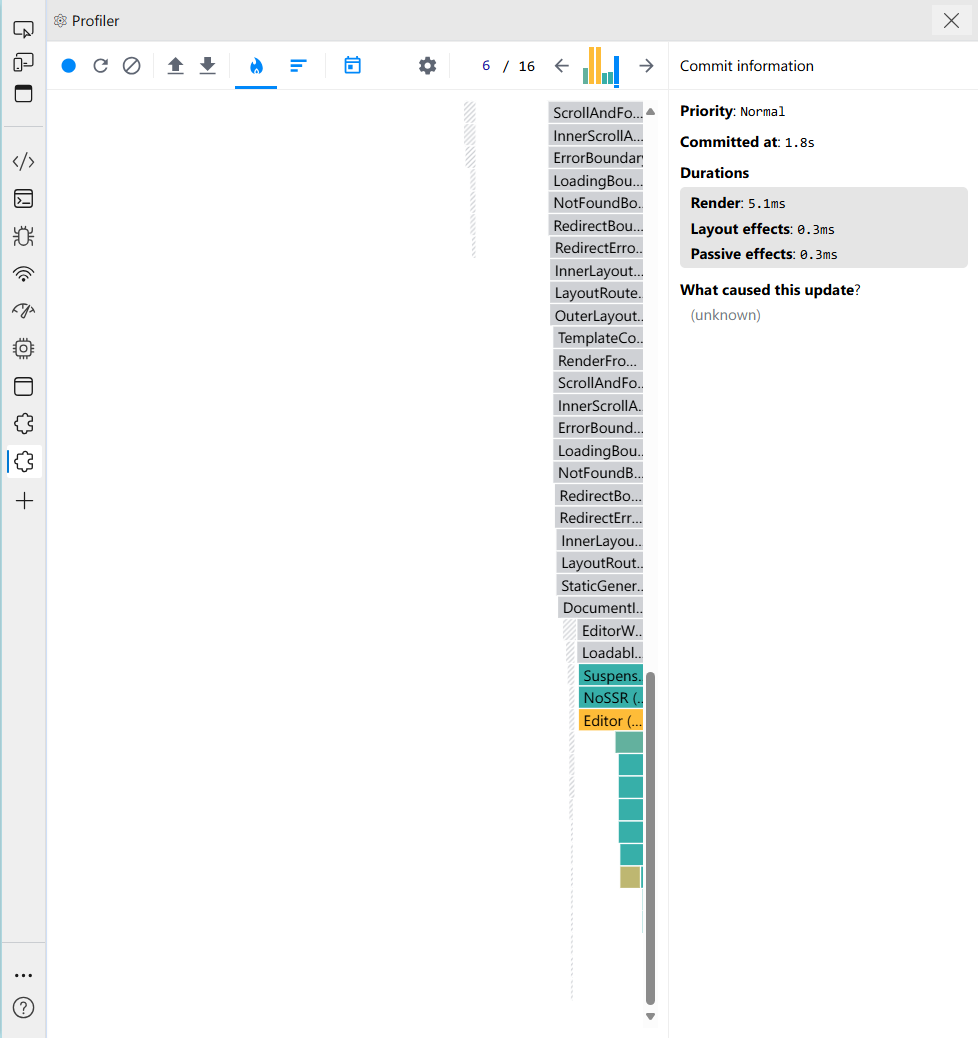 Profiler
6 / 16
Commit information
Priority: Normal
Committed at: 1.8s
Durations
Render: 5.1ms
Layout effects: 0.3ms
Passive effects: 0.3ms
What caused this update?
(unknown)
ScrollAndFo...
InnerScrollA...
ErrorBoundary
LoadingBou...
NotFoundBo...
RedirectBou...
RedirectErro...
InnerLayout...
LayoutRoute...
OuterLayout...
TemplateCo...
RenderFro...
ScrollAndFo...
InnerScrollA...
ErrorBound...
LoadingBou...
NotFoundB...
RedirectBo...
RedirectErr...
InnerLayou...
LayoutRout...
StaticGener...
DocumentI...
EditorW...
Loadabl...
Suspens...
NoSSR (...
Editor (...